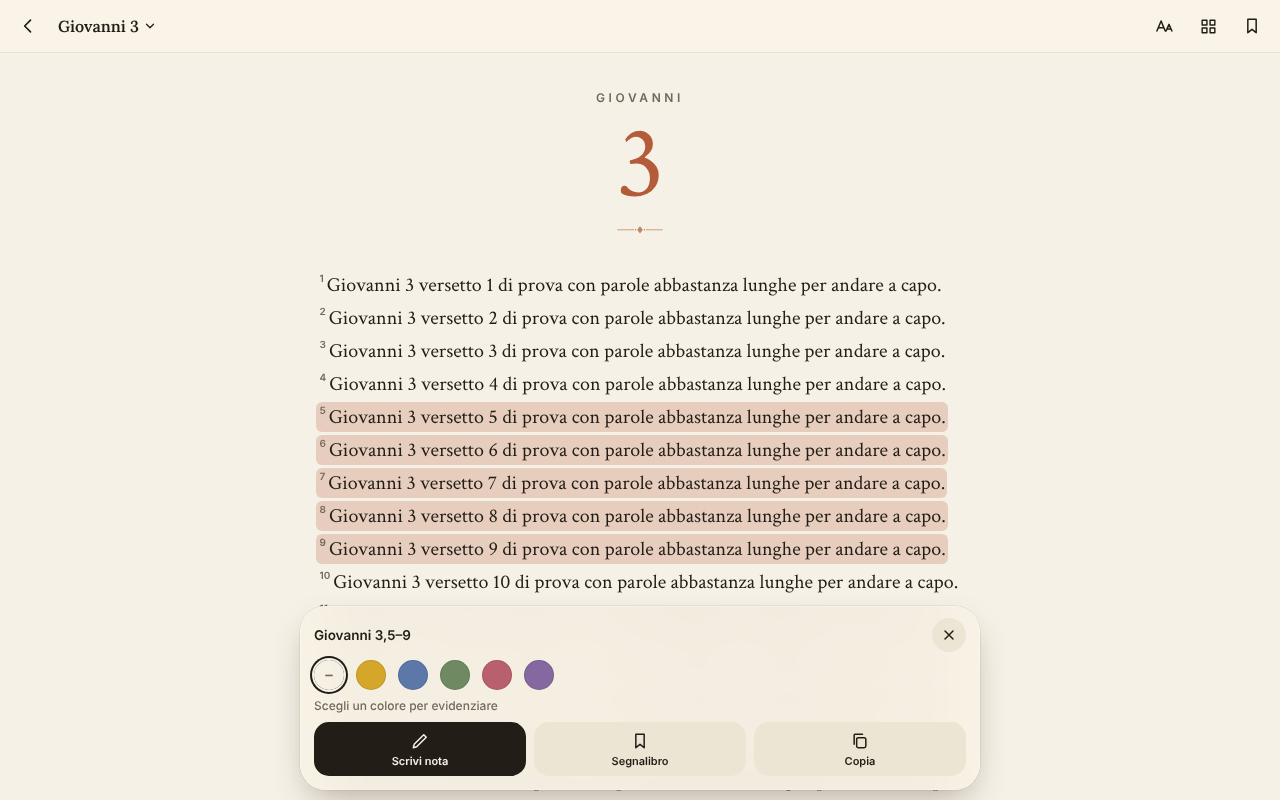 Giovanni 3
GIOVANNI
3
1 Giovanni 3 versetto 1 di prova con parole abbastanza lunghe per andare a capo.
2 Giovanni 3 versetto 2 di prova con parole abbastanza lunghe per andare a capo.
3 Giovanni 3 versetto 3 di prova con parole abbastanza lunghe per andare a capo.
4 Giovanni 3 versetto 4 di prova con parole abbastanza lunghe per andare a capo.
5 Giovanni 3 versetto 5 di prova con parole abbastanza lunghe per andare a capo.
6 Giovanni 3 versetto 6 di prova con parole abbastanza lunghe per andare a capo.
7 Giovanni 3 versetto 7 di prova con parole abbastanza lunghe per andare a capo.
8 Giovanni 3 versetto 8 di prova con parole abbastanza lunghe per andare a capo.
9 Giovanni 3 versetto 9 di prova con parole abbastanza lunghe per andare a capo.
10 Giovanni 3 versetto 10 di prova con parole abbastanza lunghe per andare a capo.
Giovanni 3,5–9
Scegli un colore per evidenziare
Scrivi nota
Segnalibro
Copia